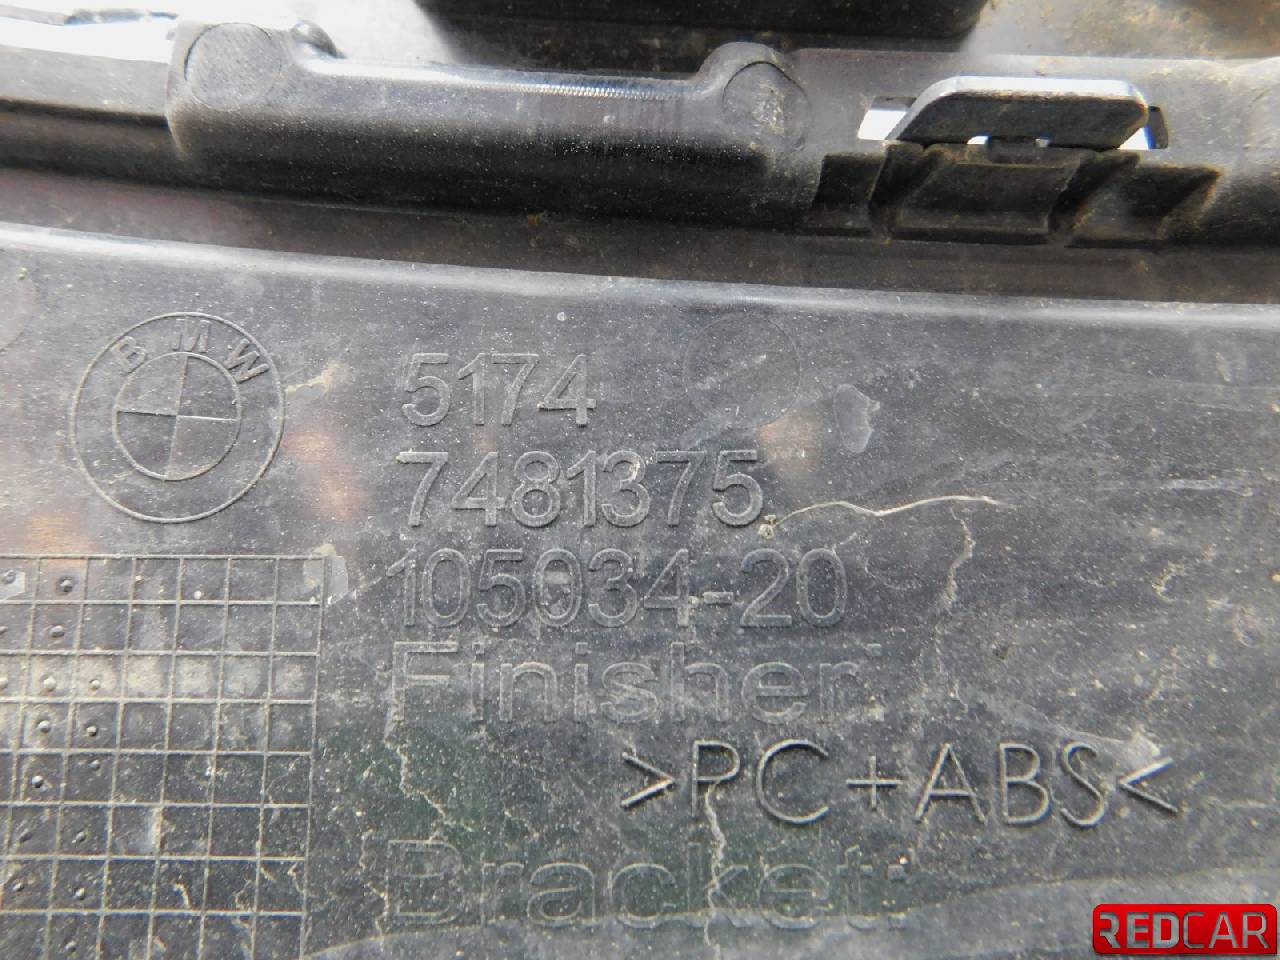 BMW
5174
7481375
105034-20
Finisher:
>PC+ABS<
Bracket:
REDCAR